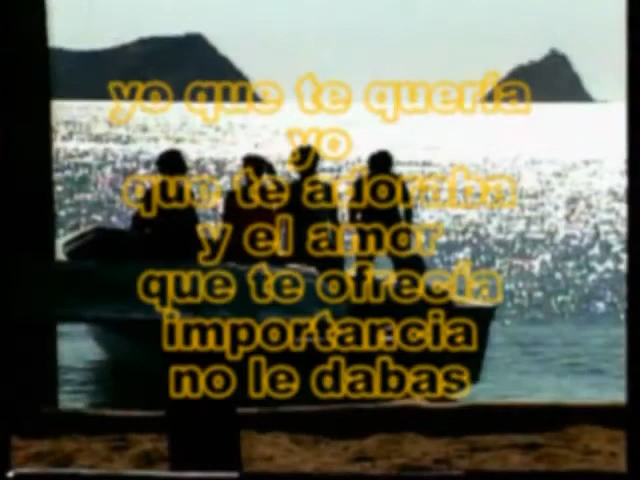 yo que te quería
yo
que te adoraba
y el amor
que te ofrecía
importancia
no le dabas